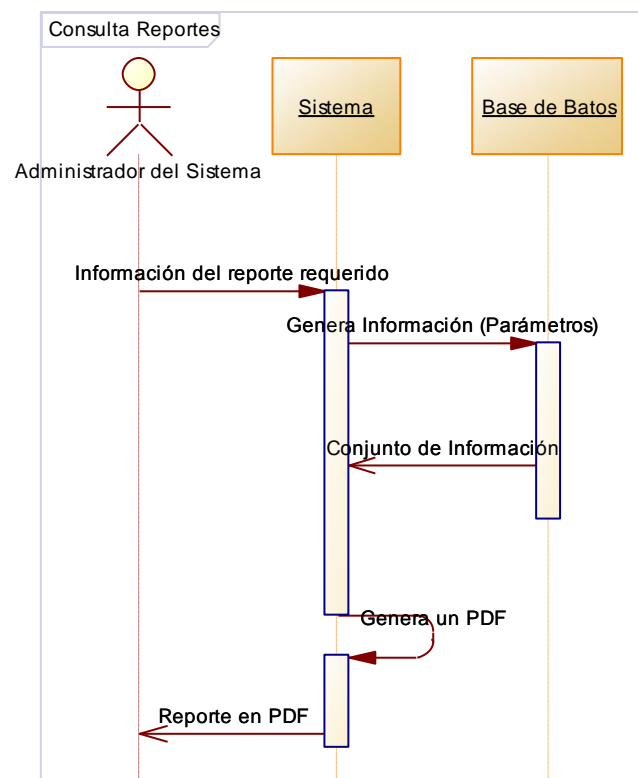 Consulta Reportes
Sistema
Base de Batos
Administrador del Sistema
Información del reporte requerido
Genera Información (Parámetros)
Conjunto de Información
Genera un PDF
Reporte en PDF